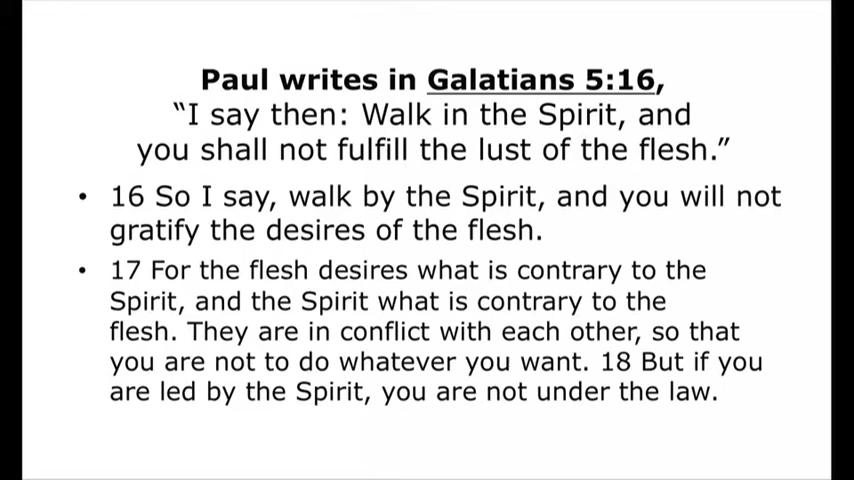 Paul writes in Galatians 5:16,
“I say then: Walk in the Spirit, and
you shall not fulfill the lust of the flesh.”
• 16 So I say, walk by the Spirit, and you will not
gratify the desires of the flesh.
• 17 For the flesh desires what is contrary to the
Spirit, and the Spirit what is contrary to the
flesh. They are in conflict with each other, so that
you are not to do whatever you want. 18 But if you
are led by the Spirit, you are not under the law.